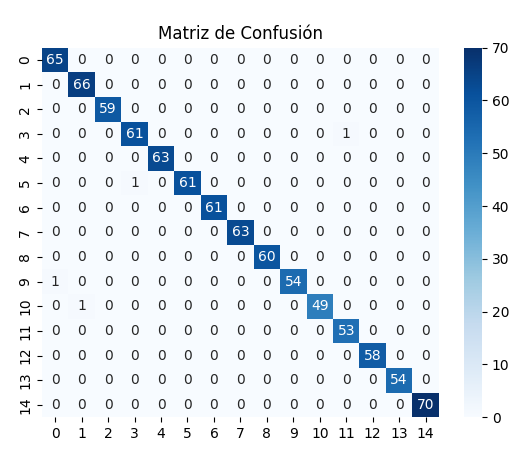 Matriz de Confusión
0 65 0 0 0 0 0 0 0 0 0 0 0 0 0 0
1 0 66 0 0 0 0 0 0 0 0 0 0 0 0 0
2 0 0 59 0 0 0 0 0 0 0 0 0 0 0 0
3 0 0 0 61 0 0 0 0 0 0 0 1 0 0 0
4 0 0 0 0 63 0 0 0 0 0 0 0 0 0 0
5 0 0 0 1 0 61 0 0 0 0 0 0 0 0 0
6 0 0 0 0 0 0 61 0 0 0 0 0 0 0 0
7 0 0 0 0 0 0 0 63 0 0 0 0 0 0 0
8 0 0 0 0 0 0 0 0 60 0 0 0 0 0 0
9 1 0 0 0 0 0 0 0 0 54 0 0 0 0 0
10 0 1 0 0 0 0 0 0 0 0 49 0 0 0 0
11 0 0 0 0 0 0 0 0 0 0 0 53 0 0 0
12 0 0 0 0 0 0 0 0 0 0 0 0 58 0 0
13 0 0 0 0 0 0 0 0 0 0 0 0 0 54 0
14 0 0 0 0 0 0 0 0 0 0 0 0 0 0 70
0 1 2 3 4 5 6 7 8 9 10 11 12 13 14
70
60
50
40
30
20
10
0